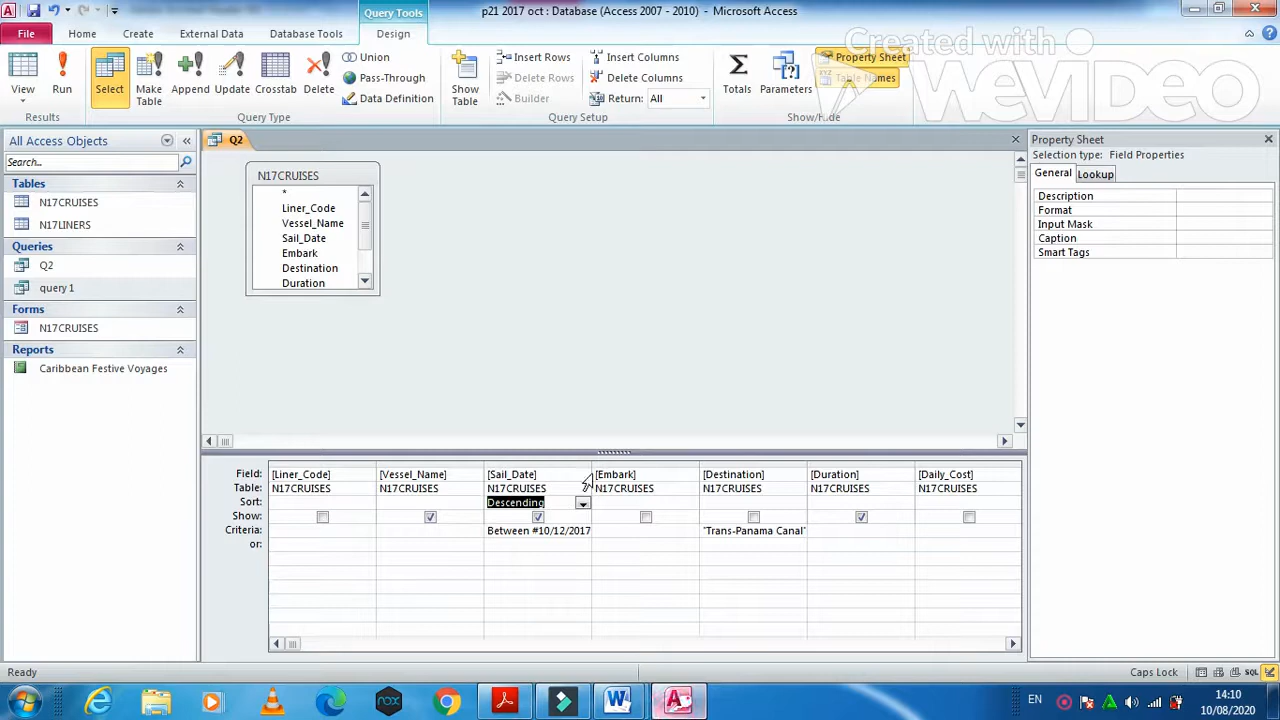 Query Tools
p21 2017 oct : Database (Access 2007 - 2010) - Microsoft Access
File Home Create External Data Database Tools Design
Created with
WEVIDEO
View Run Select Make Table Append Update Crosstab Delete
Union
Pass-Through
Data Definition
Show Table
Insert Rows
Delete Rows
Builder
Insert Columns
Delete Columns
Return: All
Totals Parameters
Property Sheet
Table Names
Results Query Type Query Setup Show/Hide
All Access Objects
Search...
Tables
N17CRUISES
N17LINERS
Queries
Q2
query 1
Forms
N17CRUISES
Reports
Caribbean Festive Voyages
Q2
N17CRUISES
*
Liner_Code
Vessel_Name
Sail_Date
Embark
Destination
Duration
Property Sheet
Selection type: Field Properties
General Lookup
Description
Format
Input Mask
Caption
Smart Tags
Field: [Liner_Code] [Vessel_Name] [Sail_Date] [Embark] [Destination] [Duration] [Daily_Cost]
Table: N17CRUISES N17CRUISES N17CRUISES N17CRUISES N17CRUISES N17CRUISES N17CRUISES
Sort: Descending
Show:
Criteria: Between #10/12/2017 "Trans-Panama Canal"
or:
Ready Caps Lock SQL
EN 14:10
10/08/2020